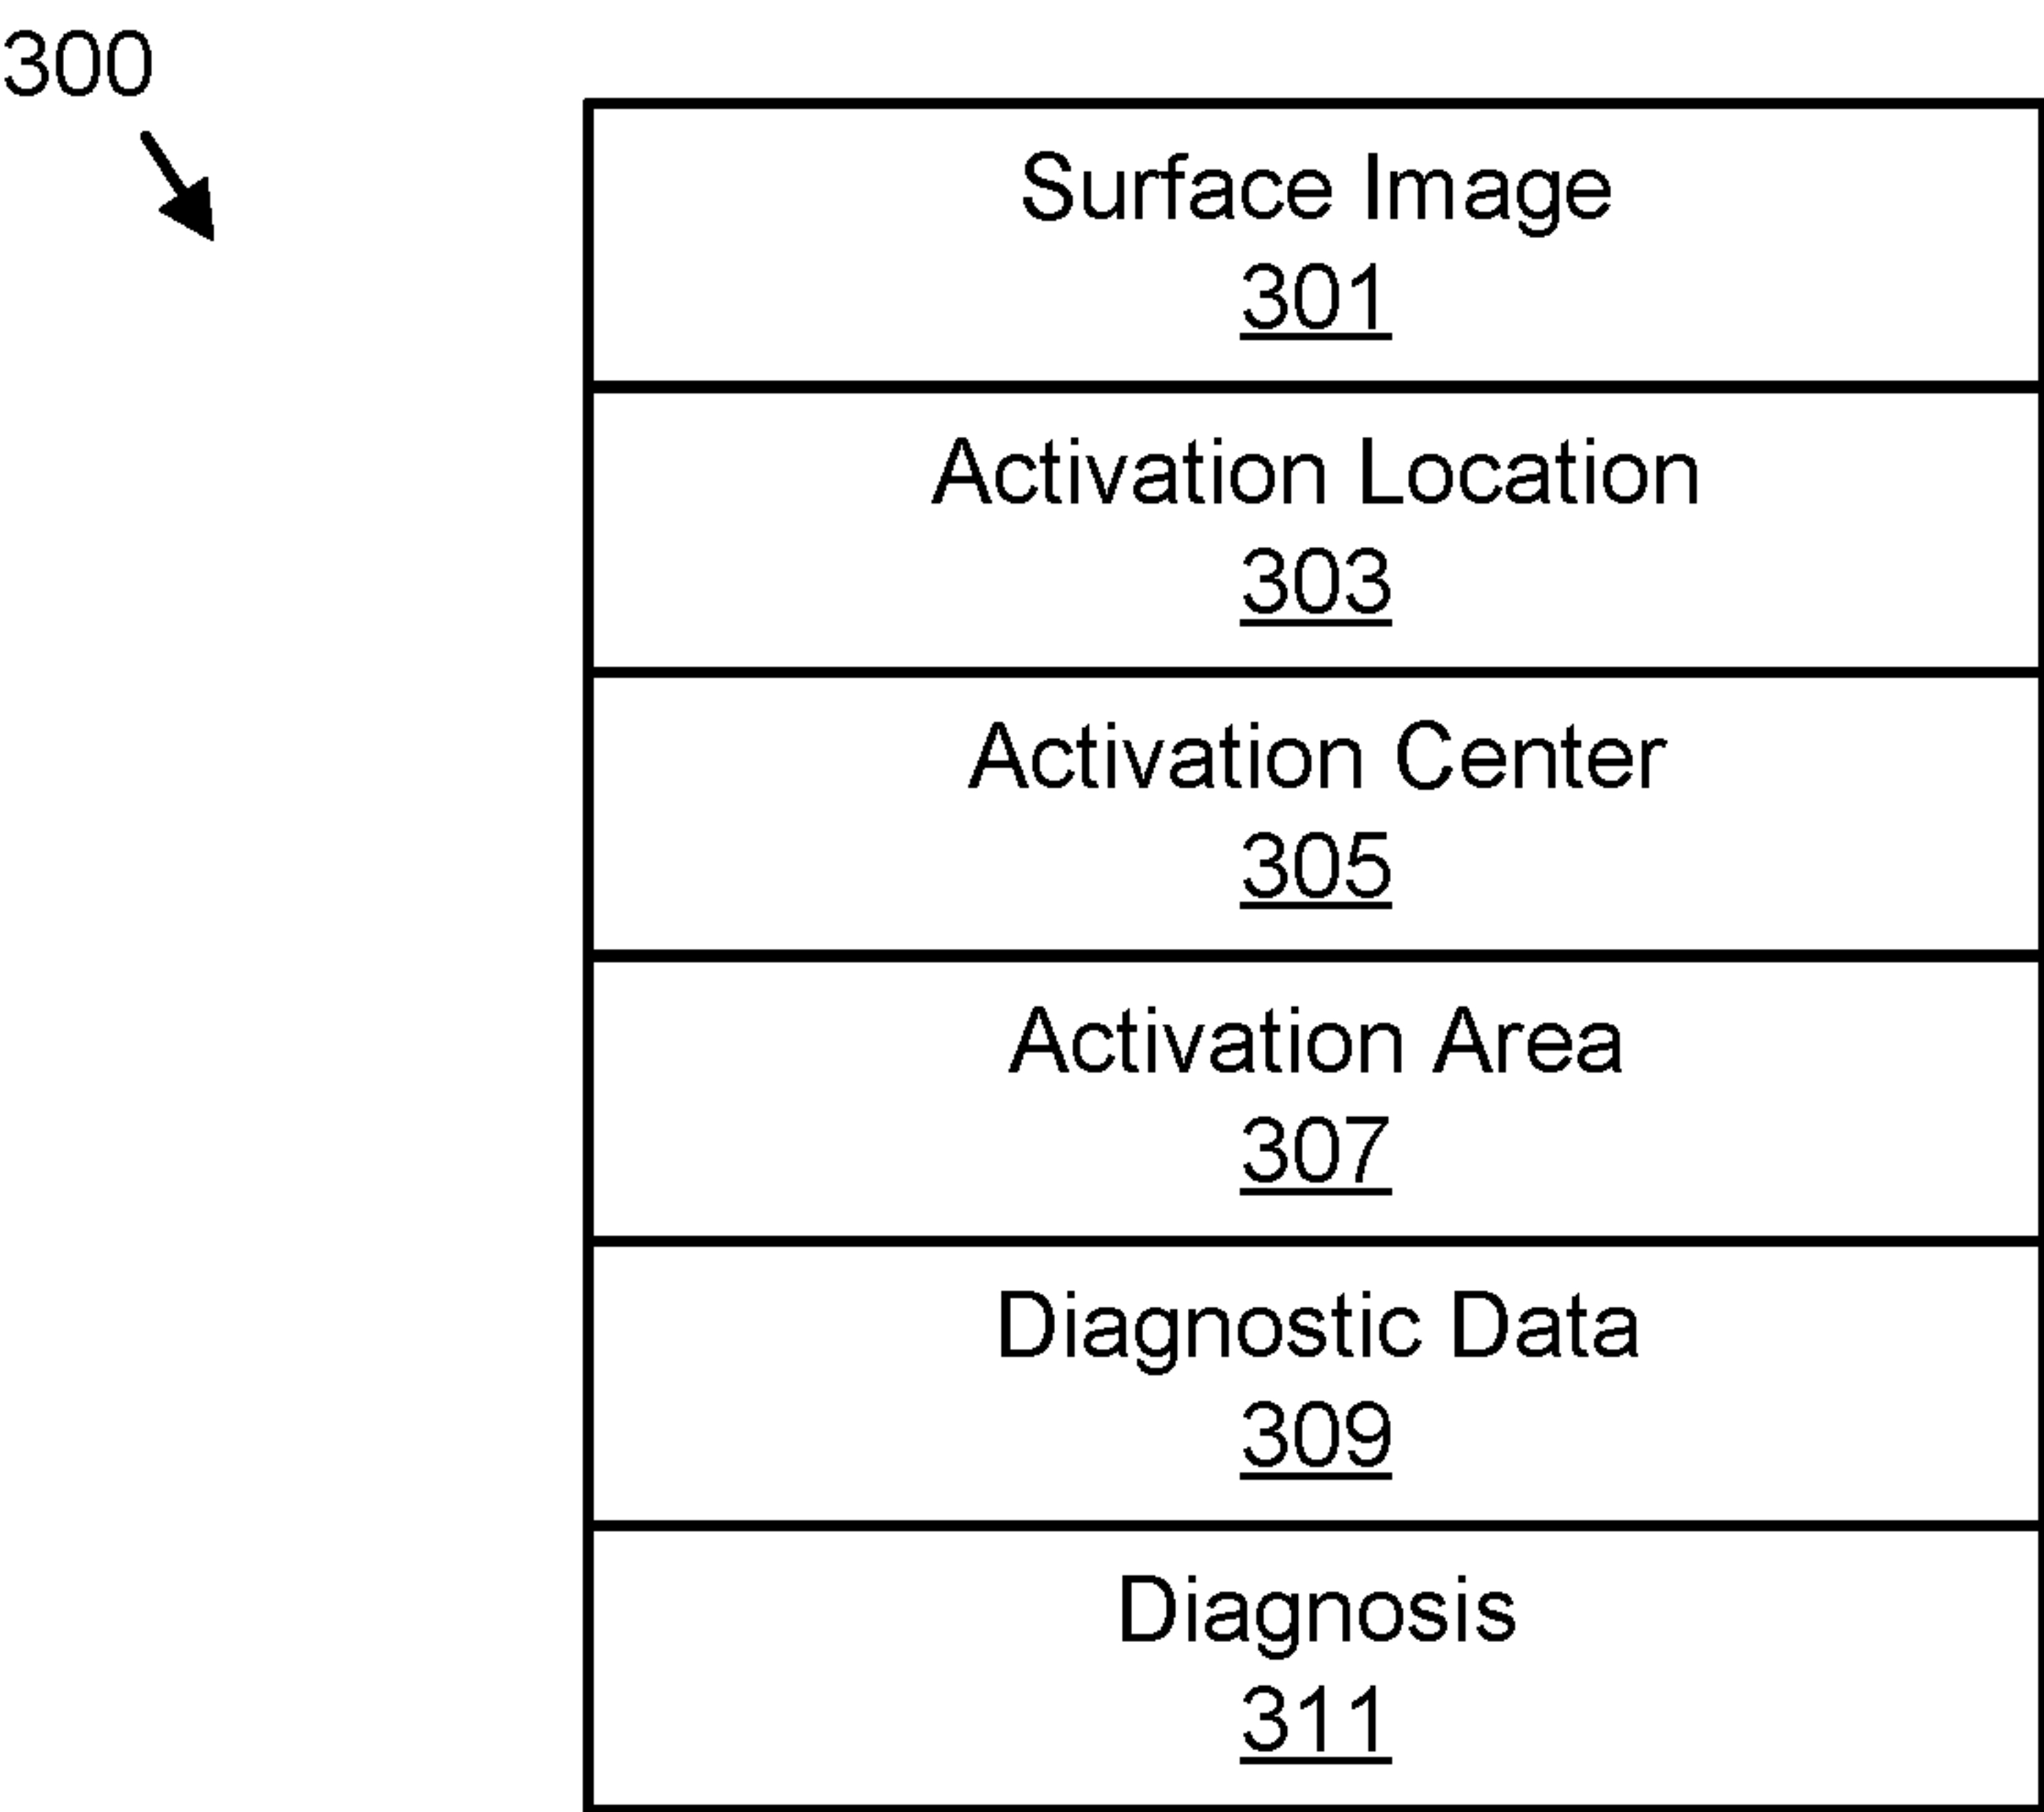 300
Surface Image
301
Activation Location
303
Activation Center
305
Activation Area
307
Diagnostic Data
309
Diagnosis
311